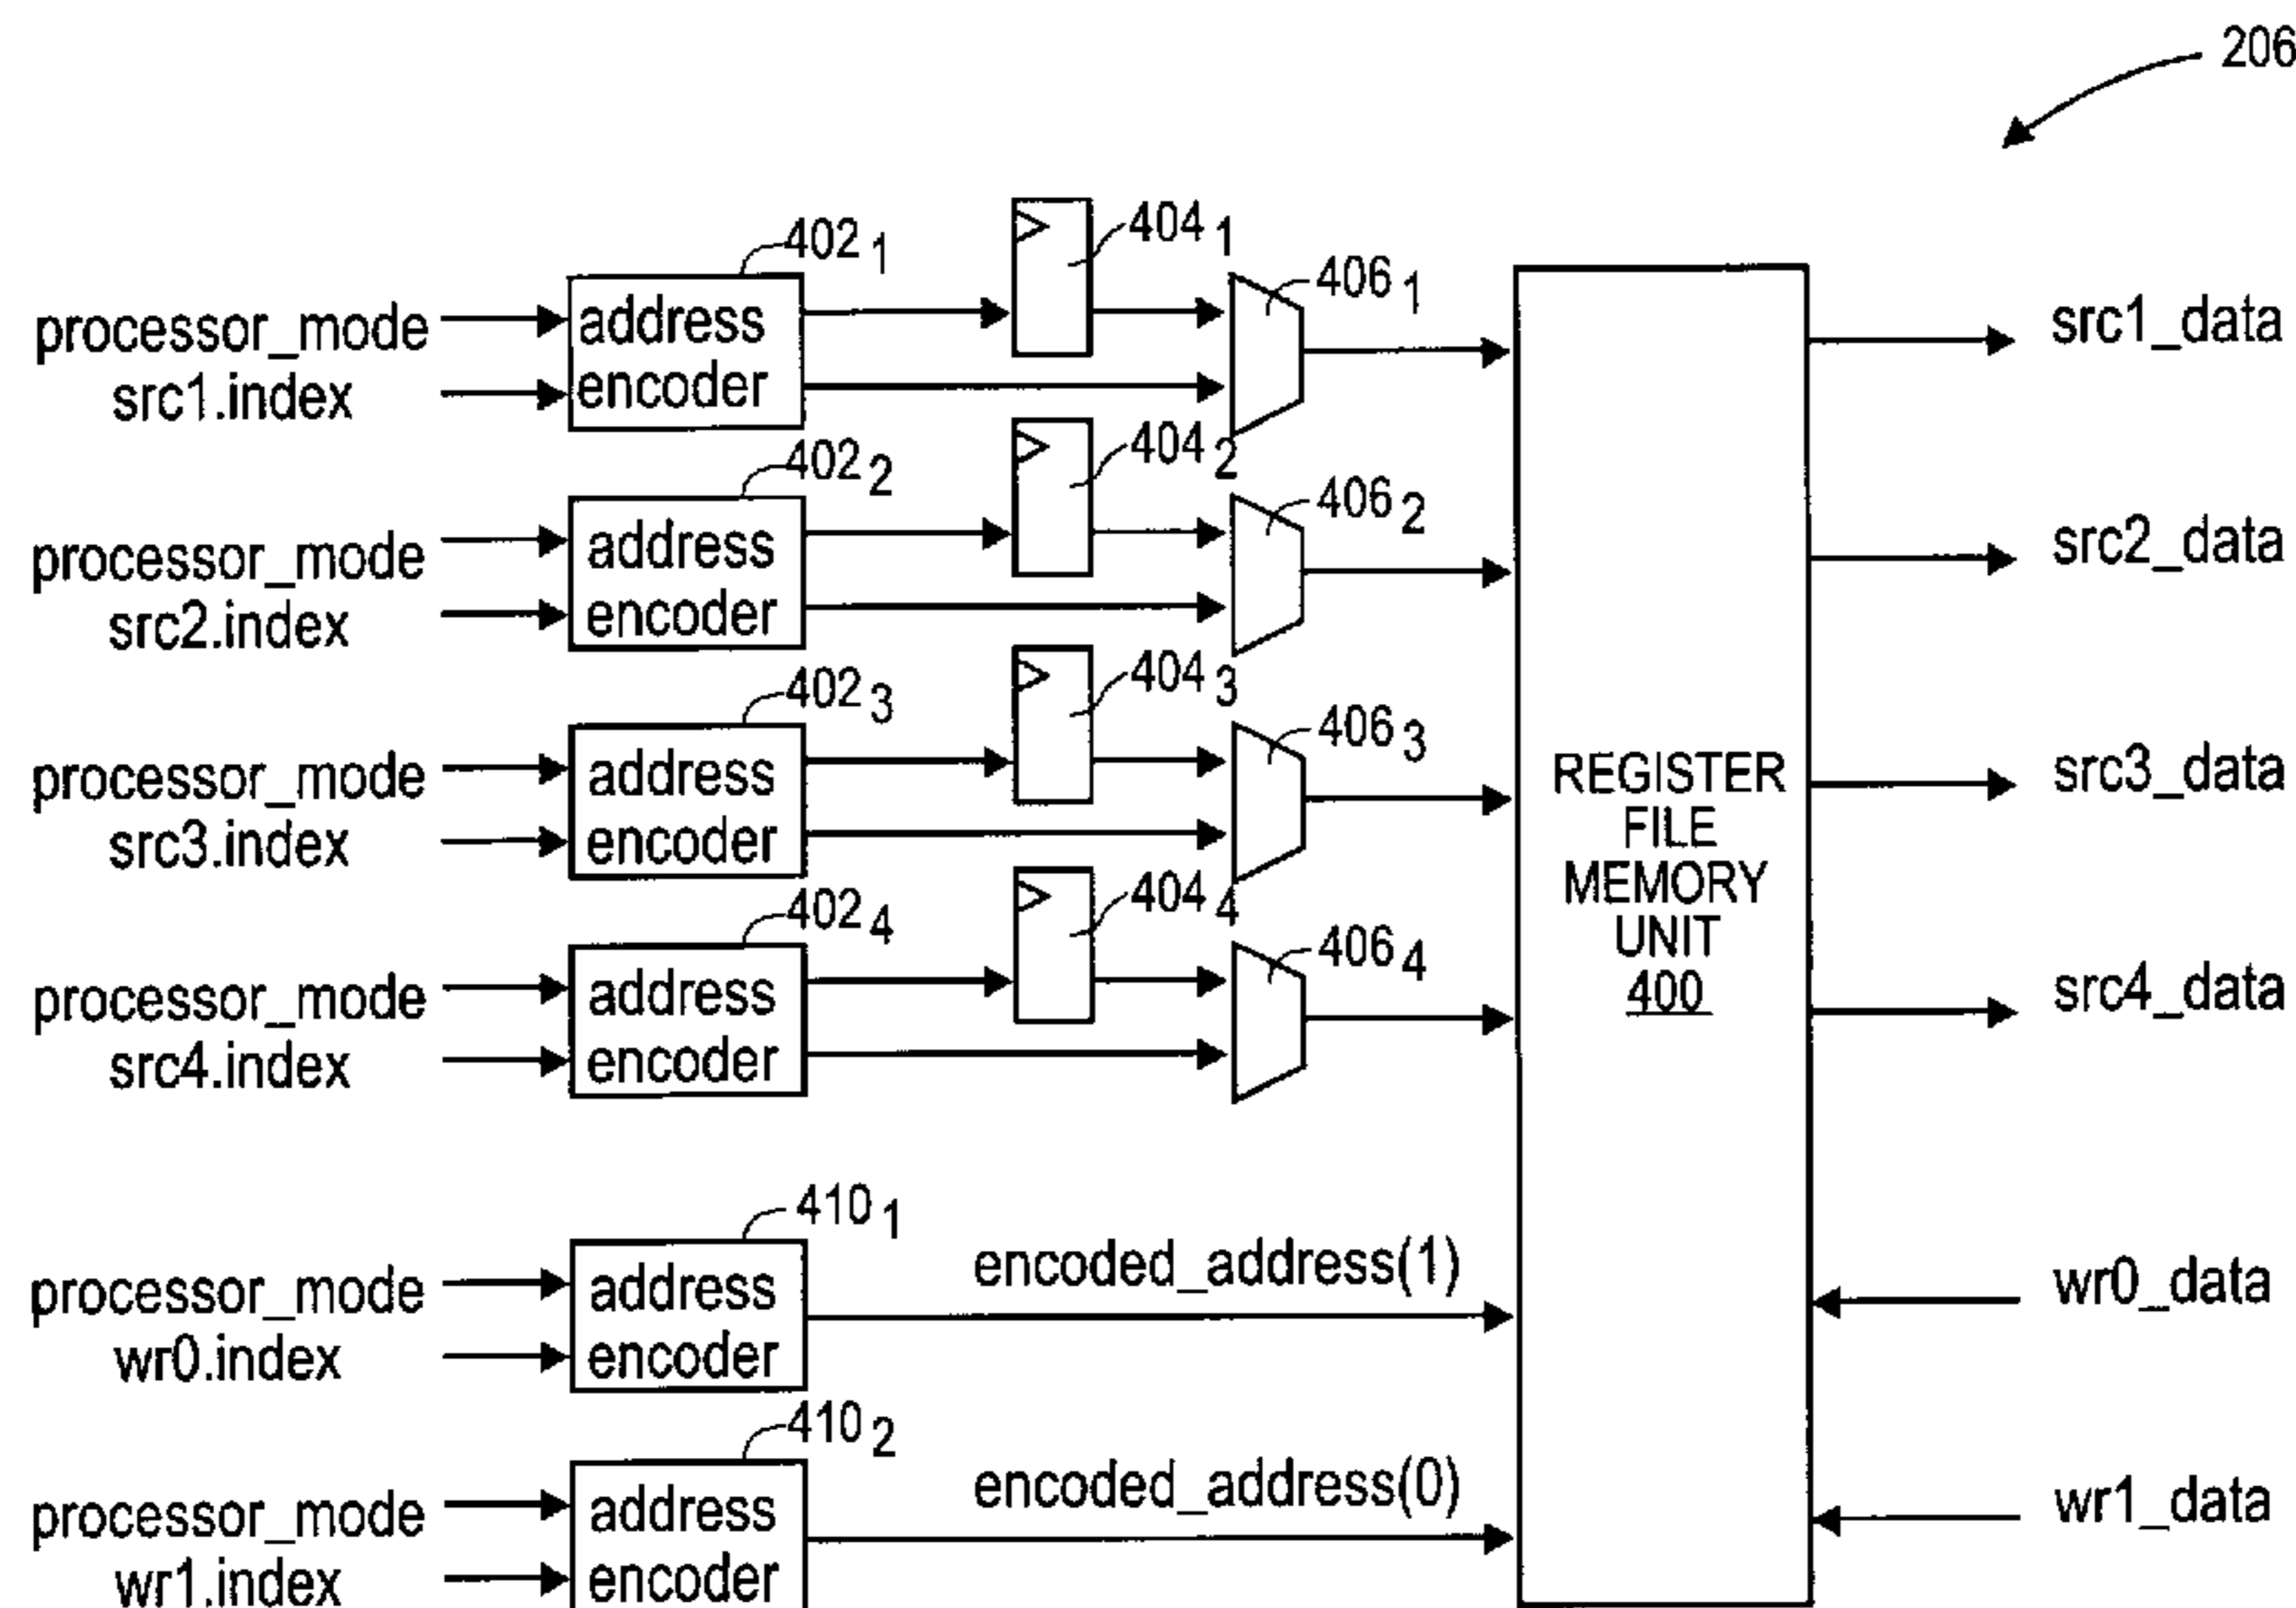 206
402₁
404₁
406₁
processor_mode
src1.index
address
encoder
src1_data
402₂
404₂
406₂
processor_mode
src2.index
address
encoder
src2_data
402₃
404₃
406₃
processor_mode
src3.index
address
encoder
src3_data
402₄
404₄
406₄
processor_mode
src4.index
address
encoder
src4_data
REGISTER
FILE
MEMORY
UNIT
400
410₁
processor_mode
wr0.index
address
encoder
encoded_address(1)
wr0_data
410₂
processor_mode
wr1.index
address
encoder
encoded_address(0)
wr1_data